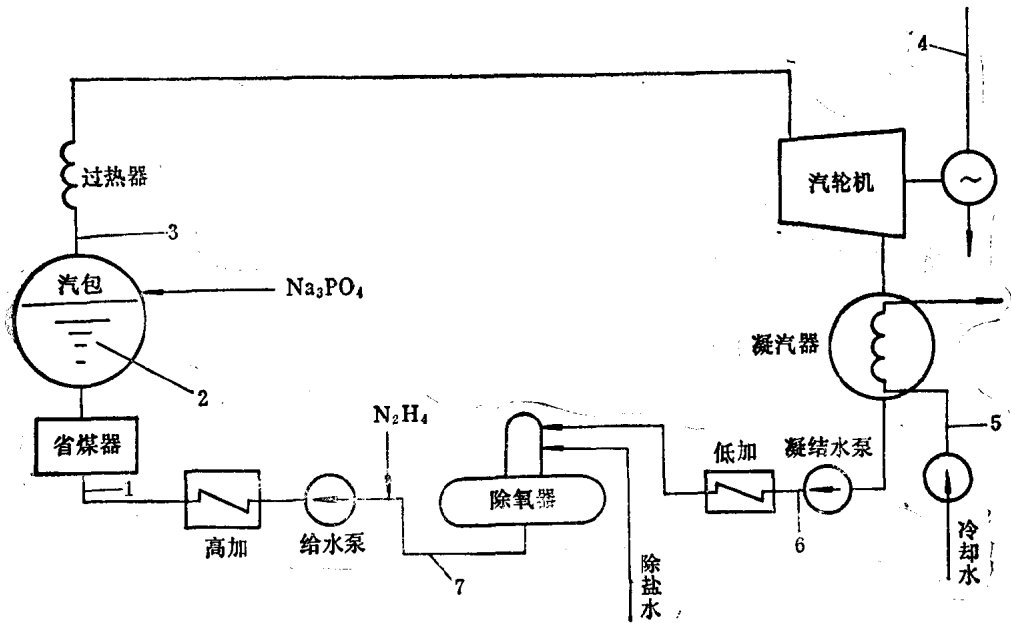 4
过热器
汽轮机
~
3
汽包
Na₃PO₄
凝汽器
2
N₂H₄
5
省煤器
低加
凝结水泵
1
除氧器
高加
给水泵
6
7
除盐水
冷却水